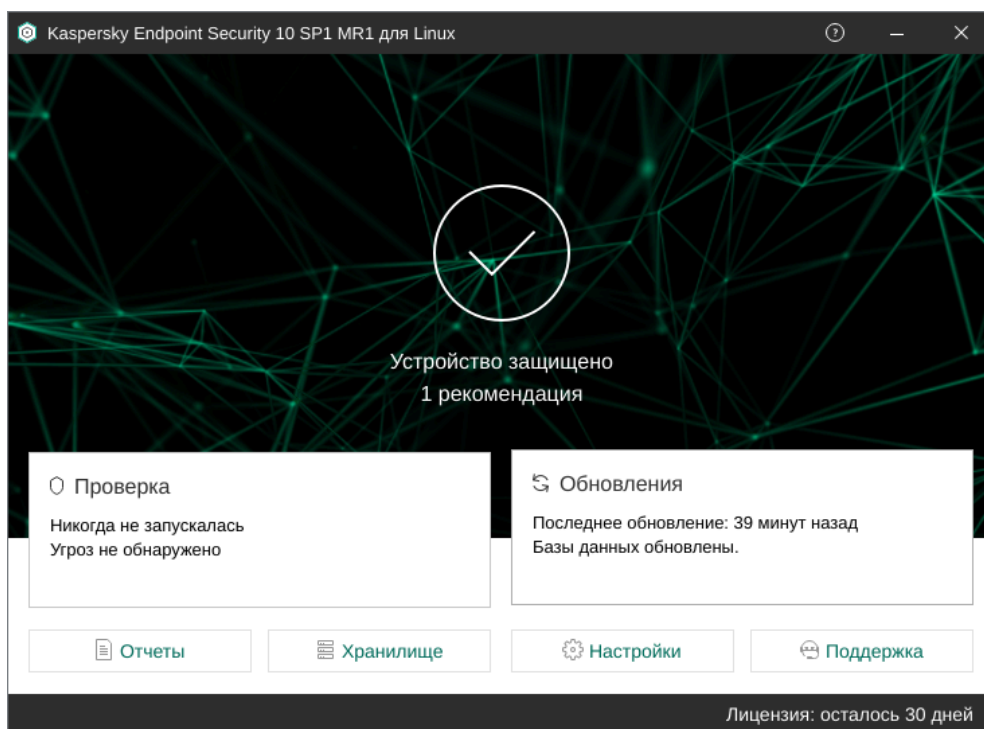 Kaspersky Endpoint Security 10 SP1 MR1 для Linux
Устройство защищено
1 рекомендация
Проверка
Никогда не запускалась
Угроз не обнаружено
Обновления
Последнее обновление: 39 минут назад
Базы данных обновлены.
Отчеты
Хранилище
Настройки
Поддержка
Лицензия: осталось 30 дней